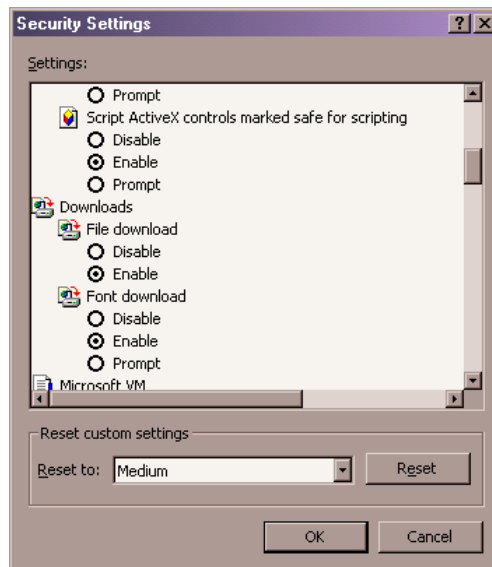 Security Settings
Settings:
Prompt
Script ActiveX controls marked safe for scripting
Disable
Enable
Prompt
Downloads
File download
Disable
Enable
Font download
Disable
Enable
Prompt
Microsoft VM
Reset custom settings
Reset to: Medium Reset
OK Cancel